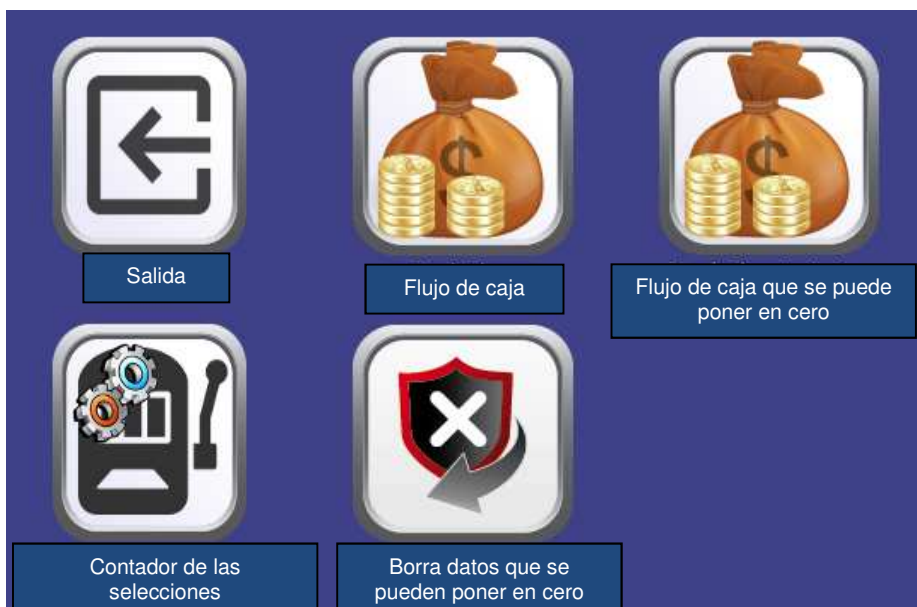 Salida
Flujo de caja
Flujo de caja que se puede
poner en cero
Contador de las
selecciones
Borra datos que se
pueden poner en cero